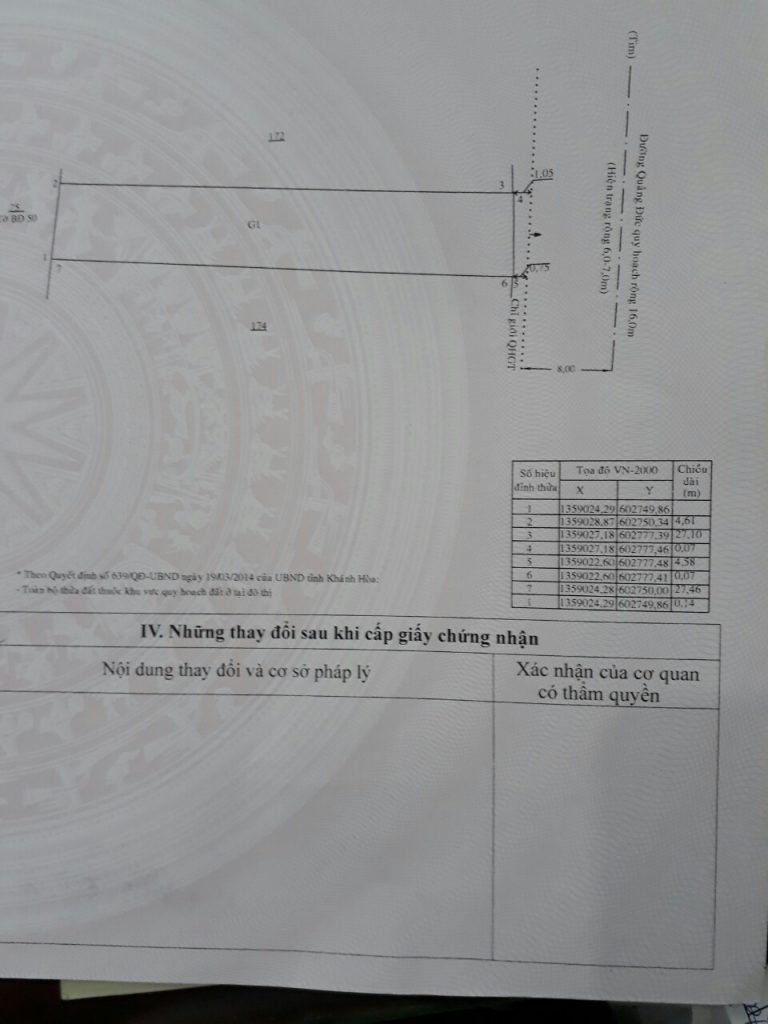 (Tim)
Đường Quảng Đức quy hoạch rộng 16,0m
(Hiện trạng rộng 6,0-7,0m)
172
2
3
1,05
4
25
BĐ 50
G1
1
7
0,75
6
5
Chỉ giới QHGT
174
8,00
Số hiệu đỉnh thửa Tọa độ VN-2000 Chiều dài (m)
X Y
1 1359024,29 602749,86
2 1359028,87 602750,34 4,61
3 1359027,18 602777,39 27,10
4 1359027,18 602777,46 0,07
5 1359022,60 602777,48 4,58
6 1359022,60 602777,41 0,07
7 1359024,28 602750,00 27,46
1 1359024,29 602749,86 0,14
* Theo Quyết định số 639/QĐ-UBND ngày 19/03/2014 của UBND tỉnh Khánh Hòa:
- Toàn bộ thửa đất thuộc khu vực quy hoạch đất ở tại đô thị
IV. Những thay đổi sau khi cấp giấy chứng nhận
Nội dung thay đổi và cơ sở pháp lý
Xác nhận của cơ quan
có thẩm quyền